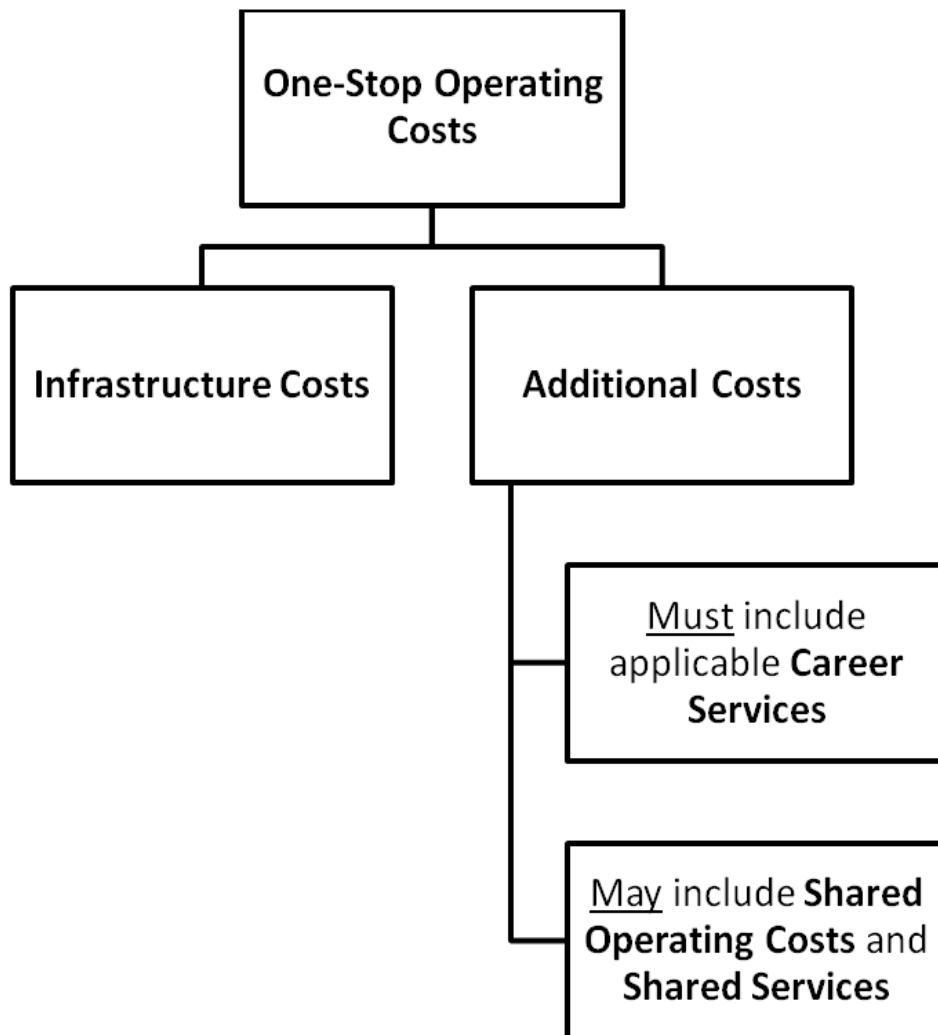 One-Stop Operating
Costs
Infrastructure Costs
Additional Costs
Must include
applicable Career
Services
May include Shared
Operating Costs and
Shared Services